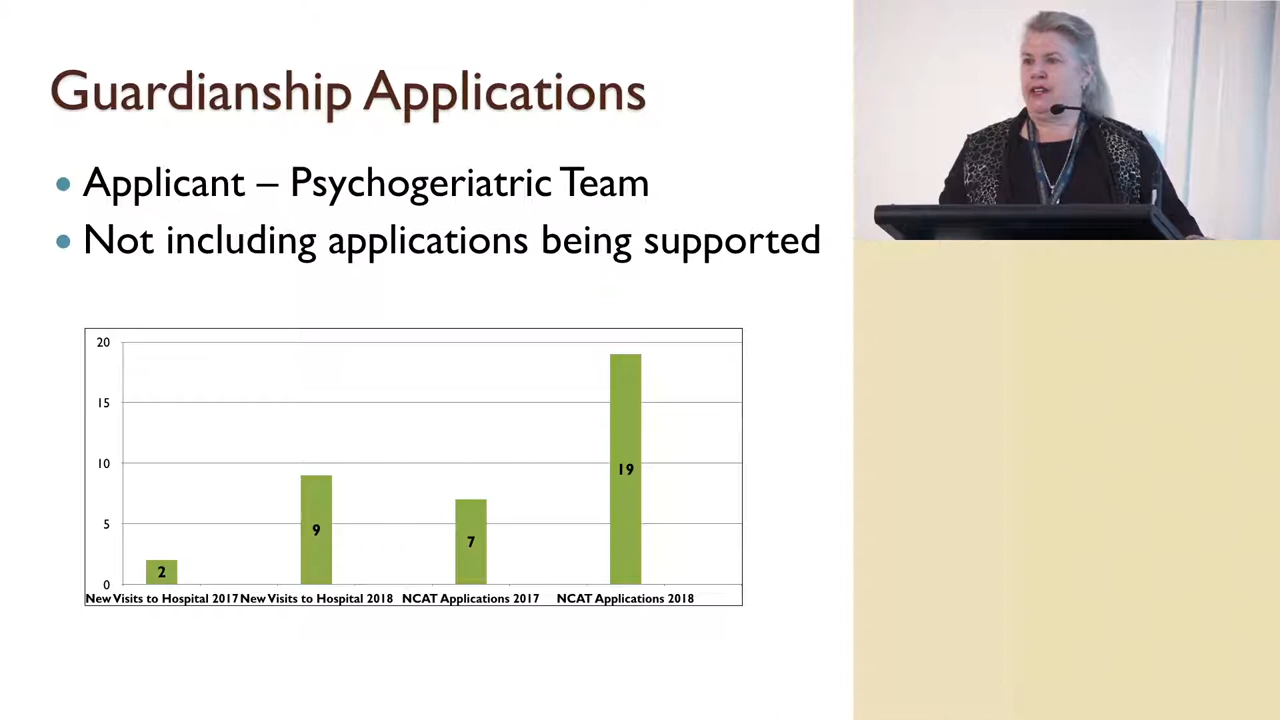 Guardianship Applications
• Applicant – Psychogeriatric Team
• Not including applications being supported
20
15
10
5
0
2
9
7
19
New Visits to Hospital 2017 New Visits to Hospital 2018 NCAT Applications 2017 NCAT Applications 2018